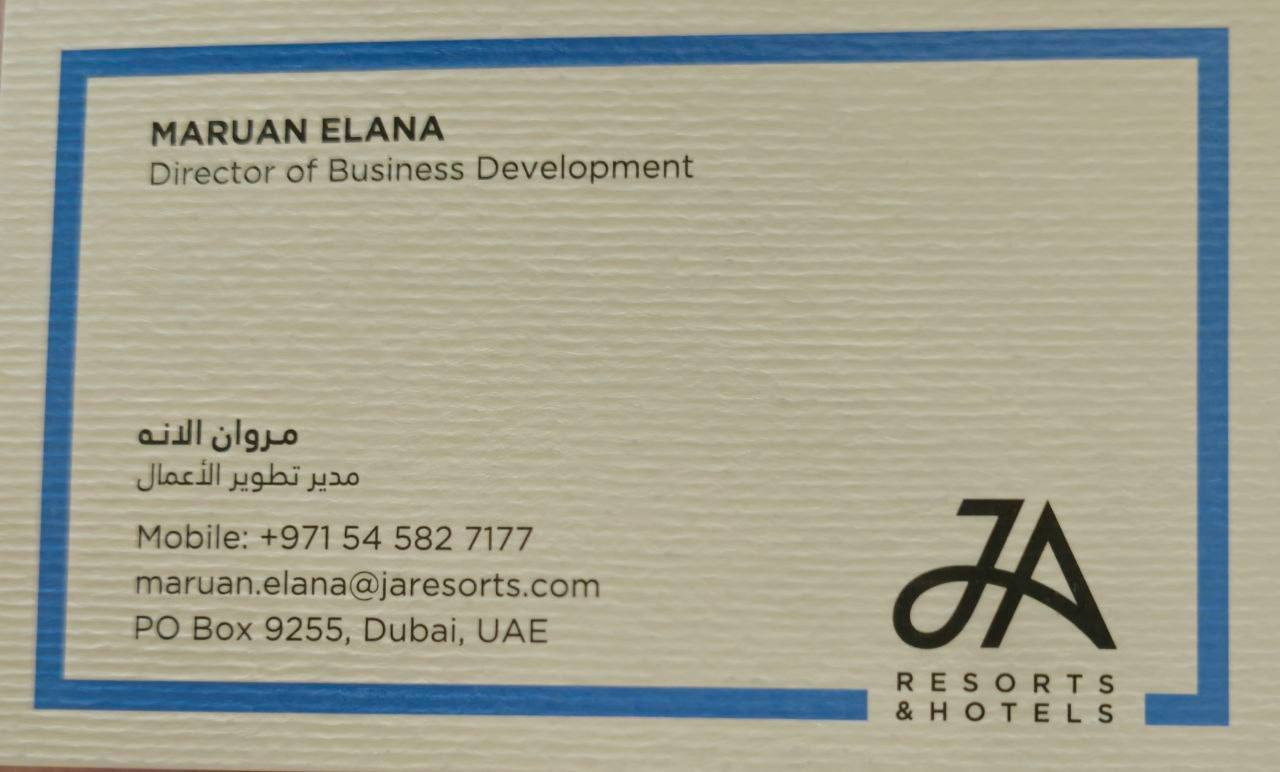 MARUAN ELANA
Director of Business Development
مروان الانه
مدير تطوير الأعمال
Mobile: +971 54 582 7177
maruan.elana@jaresorts.com
PO Box 9255, Dubai, UAE
JA
RESORTS
& HOTELS